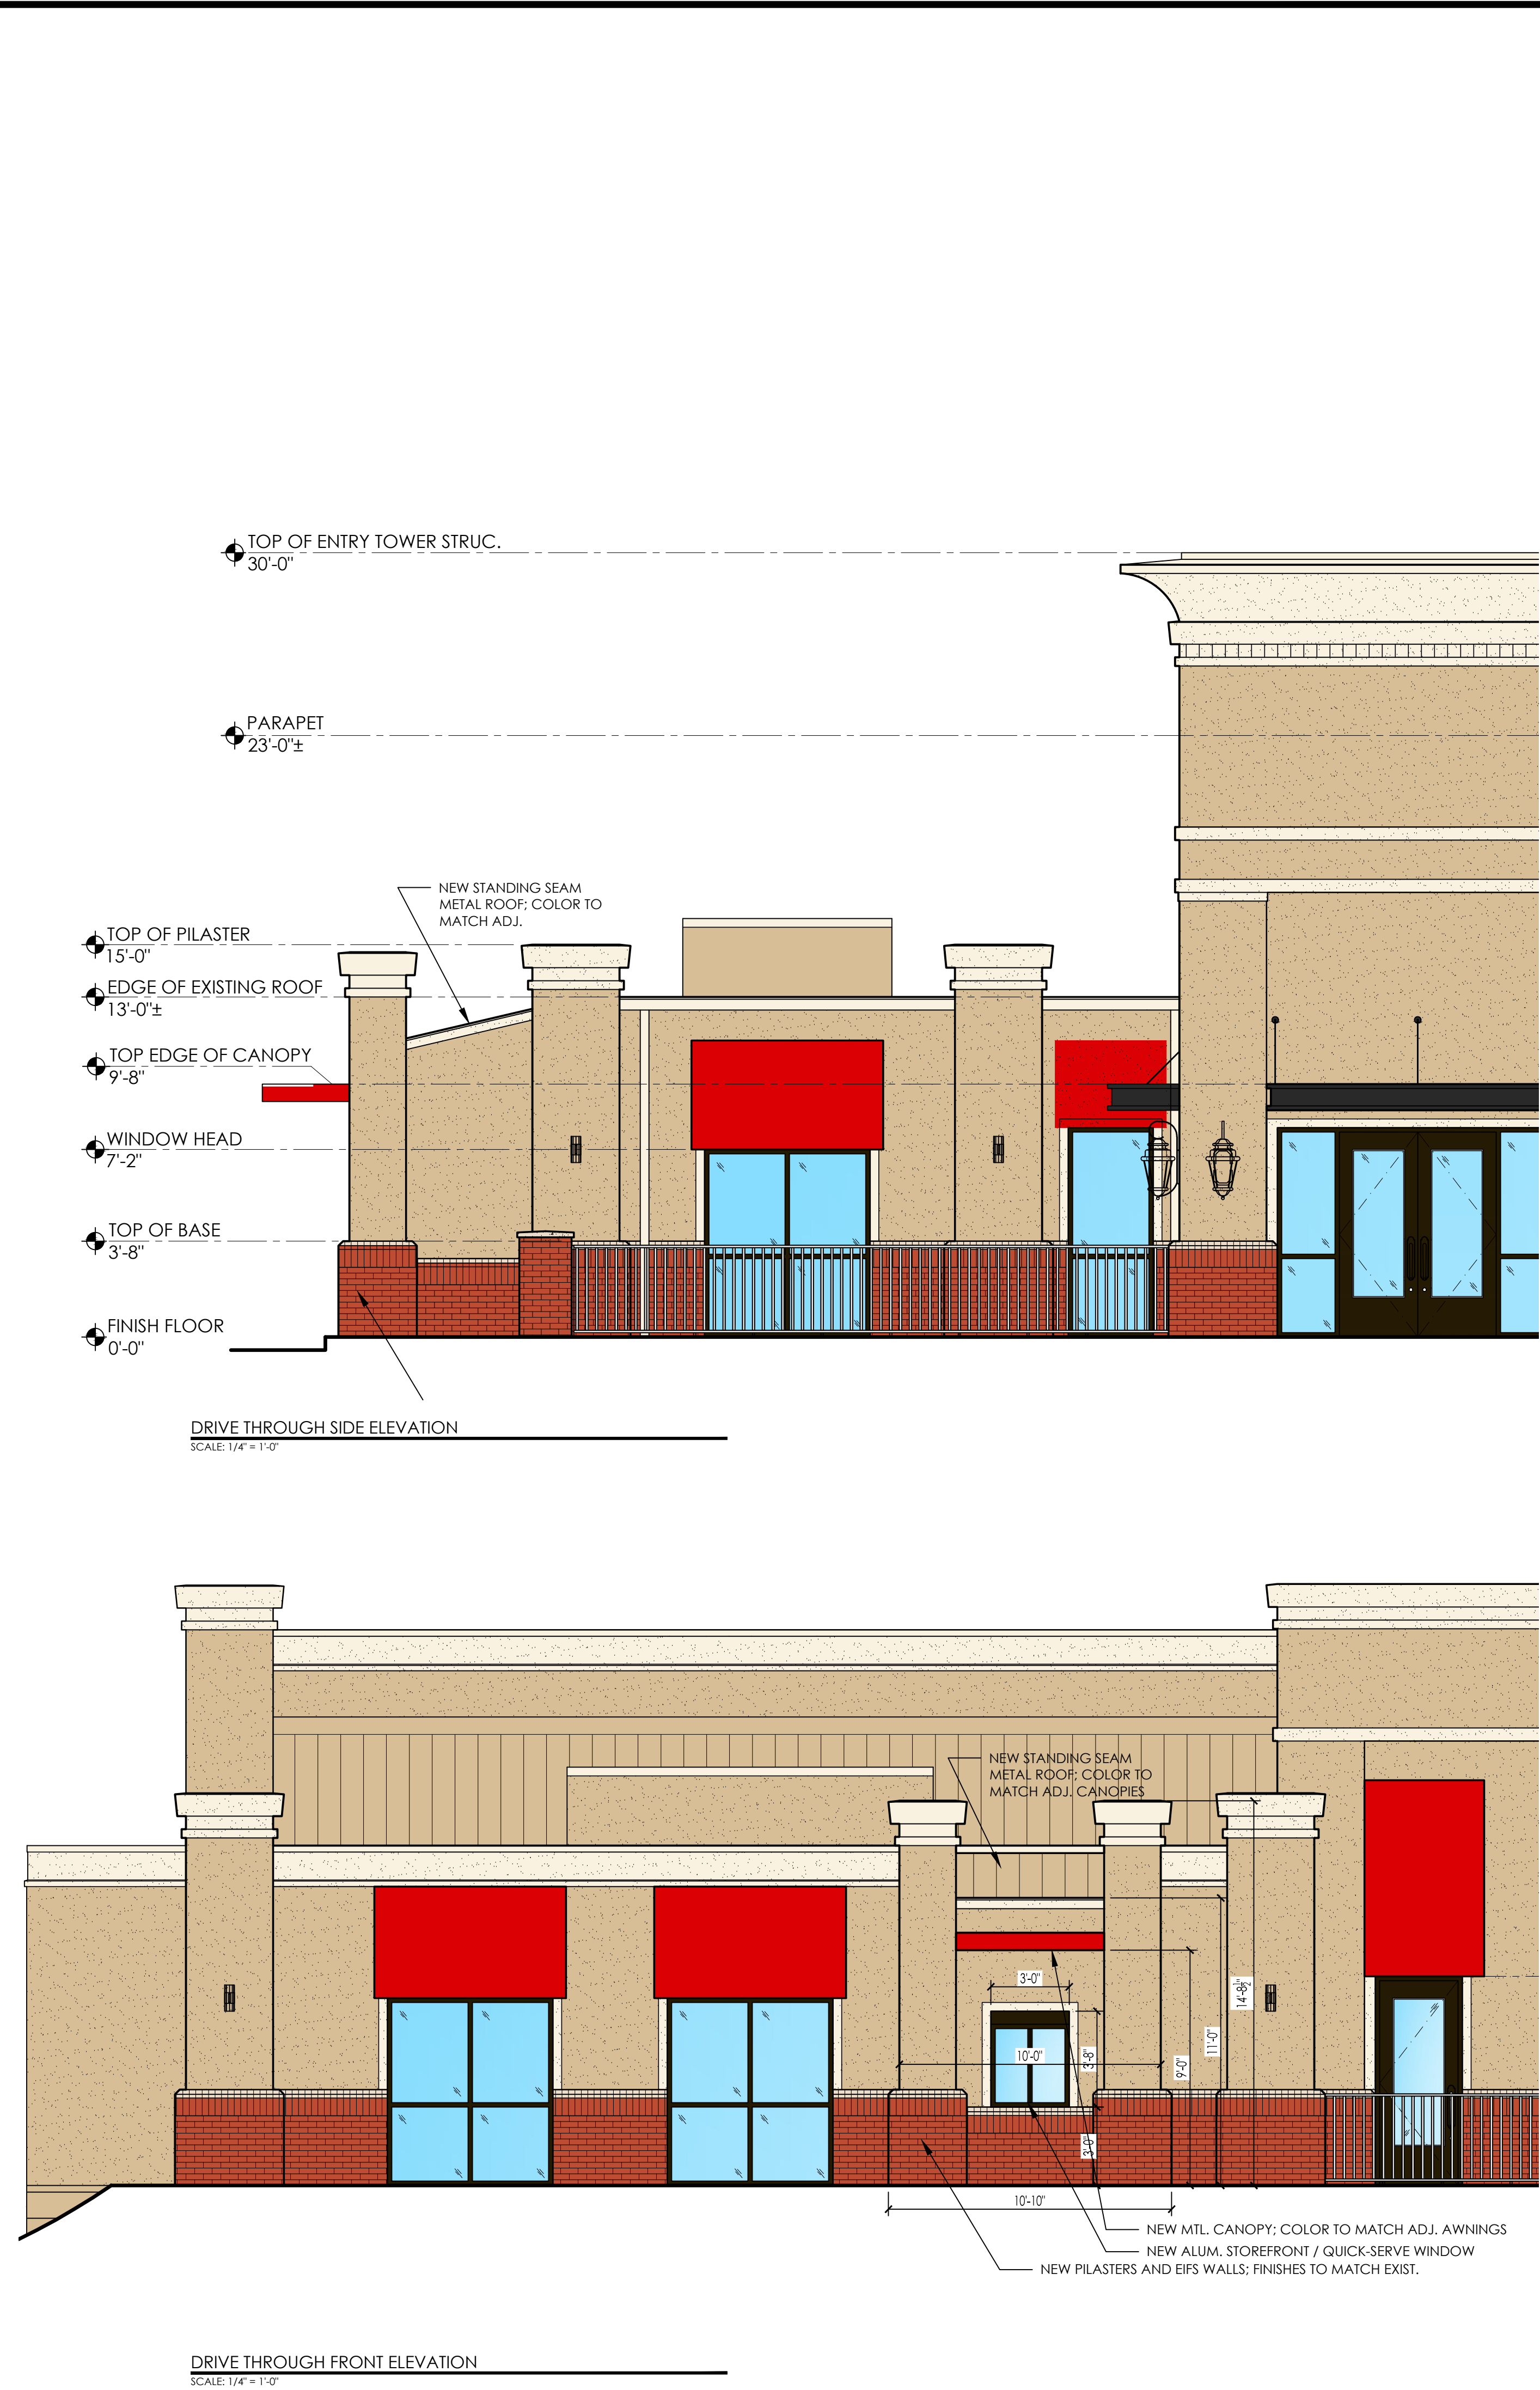 TOP OF ENTRY TOWER STRUC.
30'-0"
PARAPET
23'-0"±
NEW STANDING SEAM
METAL ROOF; COLOR TO
MATCH ADJ.
TOP OF PILASTER
15'-0"
EDGE OF EXISTING ROOF
13'-0"±
TOP EDGE OF CANOPY
9'-8"
WINDOW HEAD
7'-2"
TOP OF BASE
3'-8"
FINISH FLOOR
0'-0"
DRIVE THROUGH SIDE ELEVATION
SCALE: 1/4" = 1'-0"
NEW STANDING SEAM
METAL ROOF; COLOR TO
MATCH ADJ. CANOPIES
3'-0"
14'-8½"
11'-0"
10'-0"
3'-8"
9'-0"
3'-0"
10'-10"
NEW MTL. CANOPY; COLOR TO MATCH ADJ. AWNINGS
NEW ALUM. STOREFRONT / QUICK-SERVE WINDOW
NEW PILASTERS AND EIFS WALLS; FINISHES TO MATCH EXIST.
DRIVE THROUGH FRONT ELEVATION
SCALE: 1/4" = 1'-0"